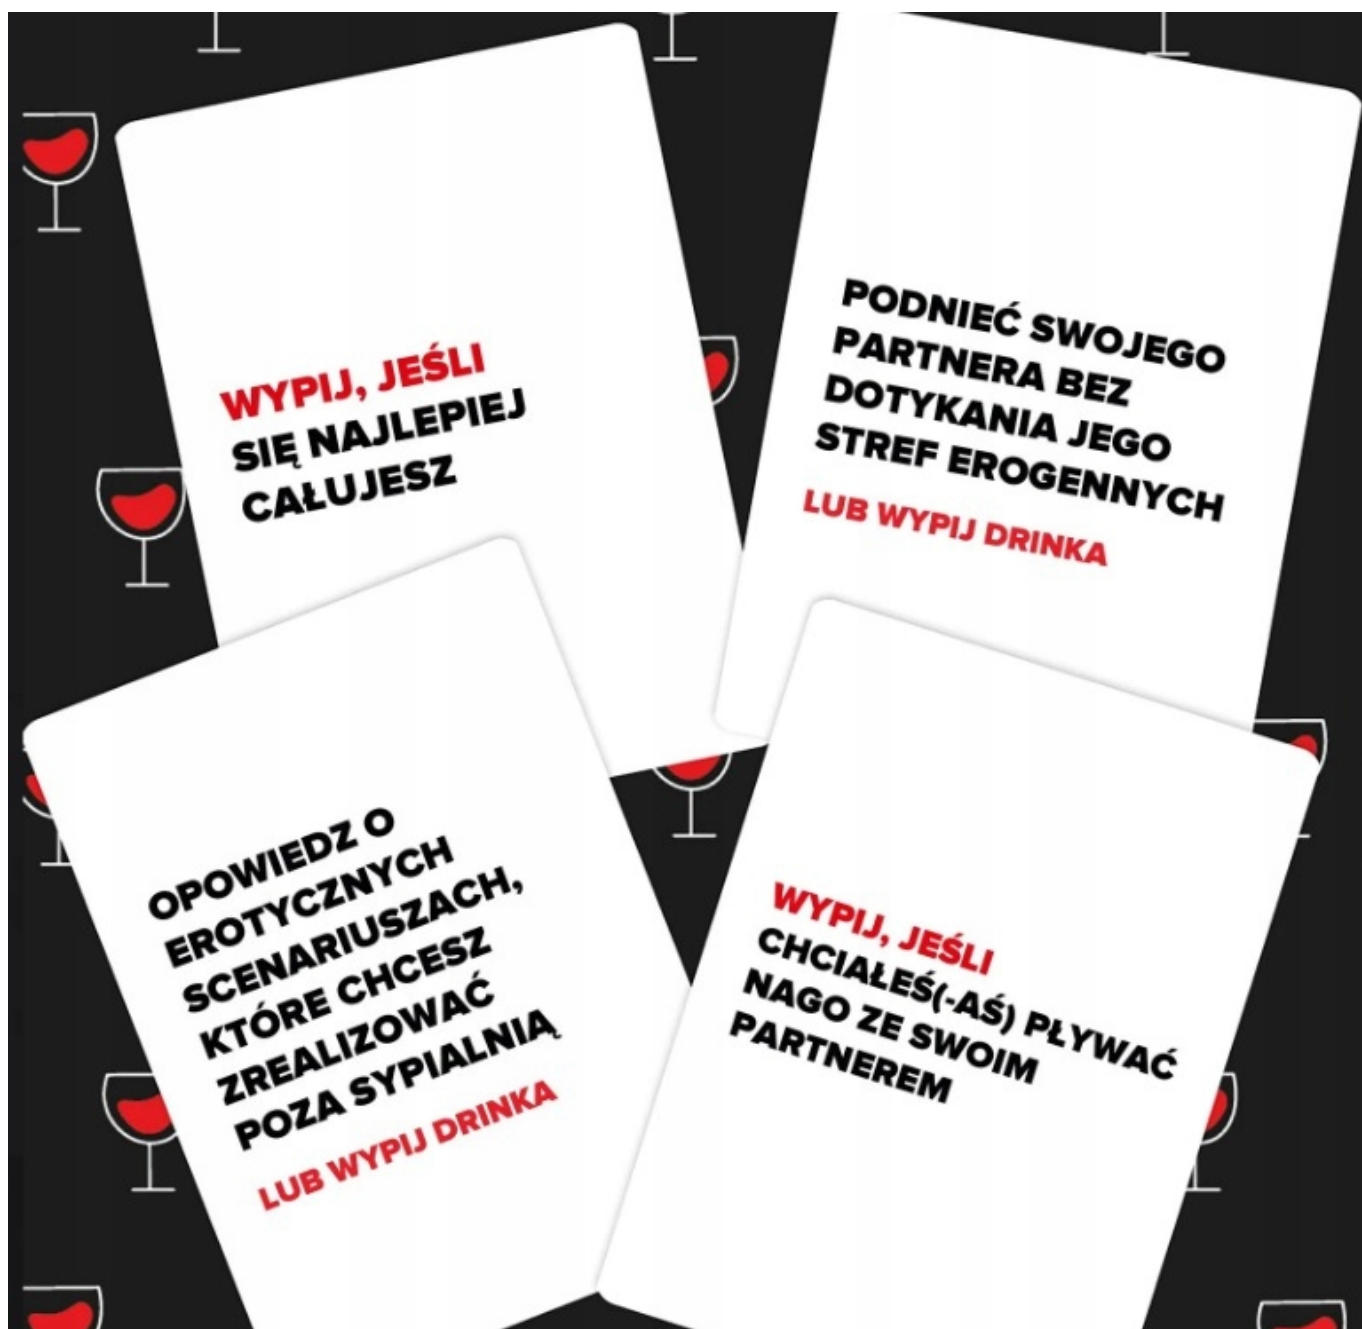 WYPIJ, JEŚLI
SIĘ NAJLEPIEJ
CAŁUJESZ
PODNIEĆ SWOJEGO
PARTNERA BEZ
DOTYKANIA JEGO
STREF EROGENNYCH
LUB WYPIJ DRINKA
OPOWIEDZ O
EROTYCZNYCH
SCENARIUSZACH,
KTÓRE CHCESZ
ZREALIZOWAĆ
POZA SYPIALNIĄ
LUB WYPIJ DRINKA
WYPIJ, JEŚLI
CHCIAŁEŚ(-AŚ) PŁYWAĆ
NAGO ZE SWOIM
PARTNEREM